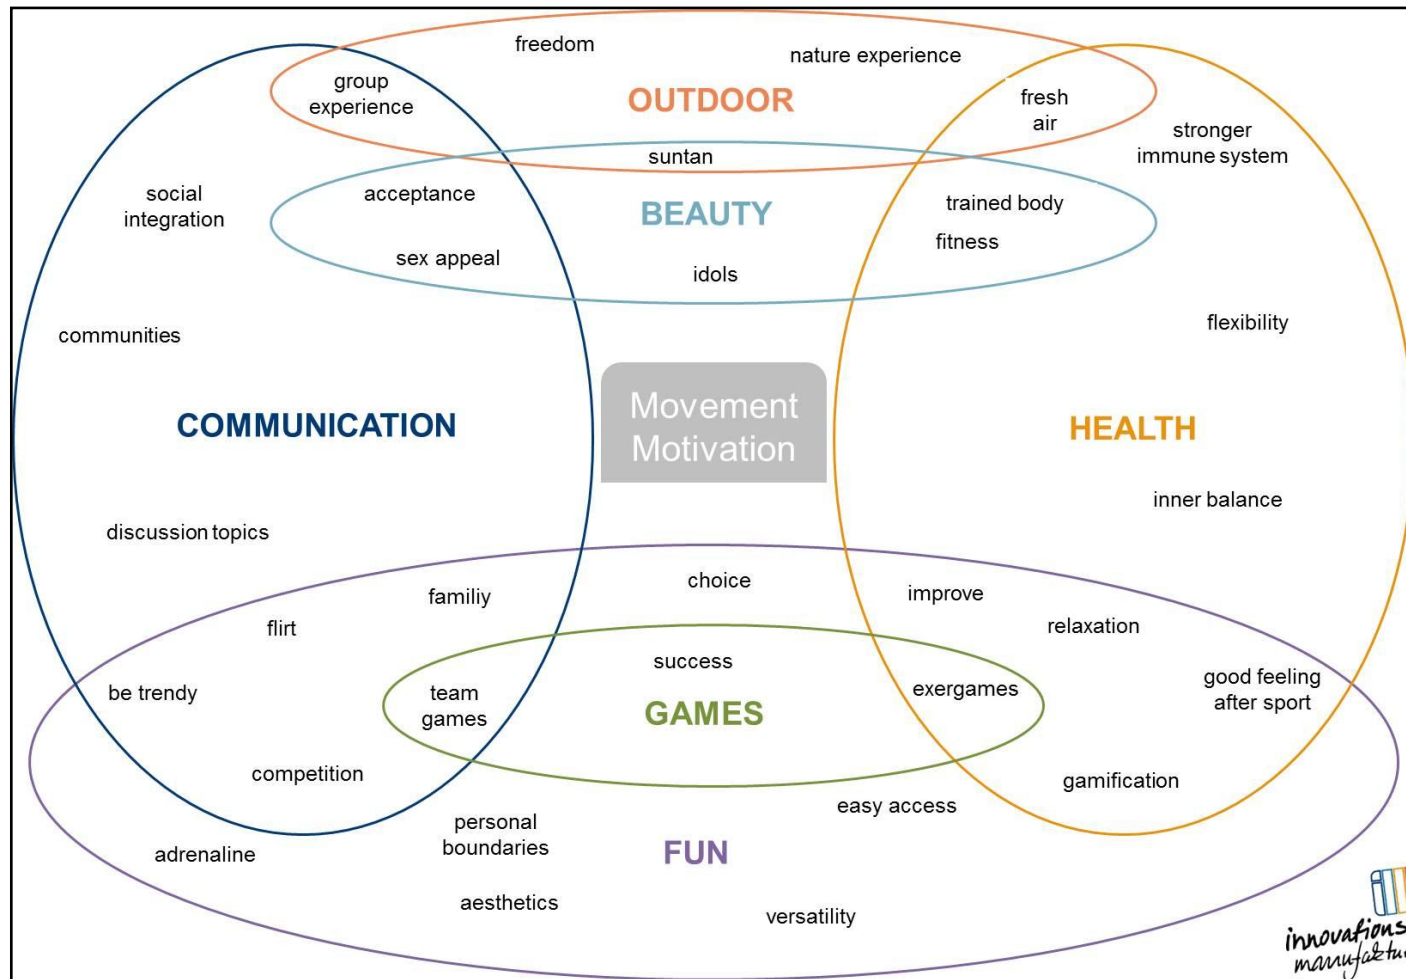 freedom
nature experience
group
experience
OUTDOOR
fresh
air
stronger
immune system
suntan
social
integration
acceptance
BEAUTY
trained body
fitness
sex appeal
idols
communities
flexibility
Movement
Motivation
COMMUNICATION
HEALTH
inner balance
discussion topics
choice
familiy
improve
flirt
relaxation
success
be trendy
team
games
GAMES
exergames
good feeling
after sport
competition
gamification
easy access
personal
boundaries
adrenaline
FUN
aesthetics
versatility
innovations